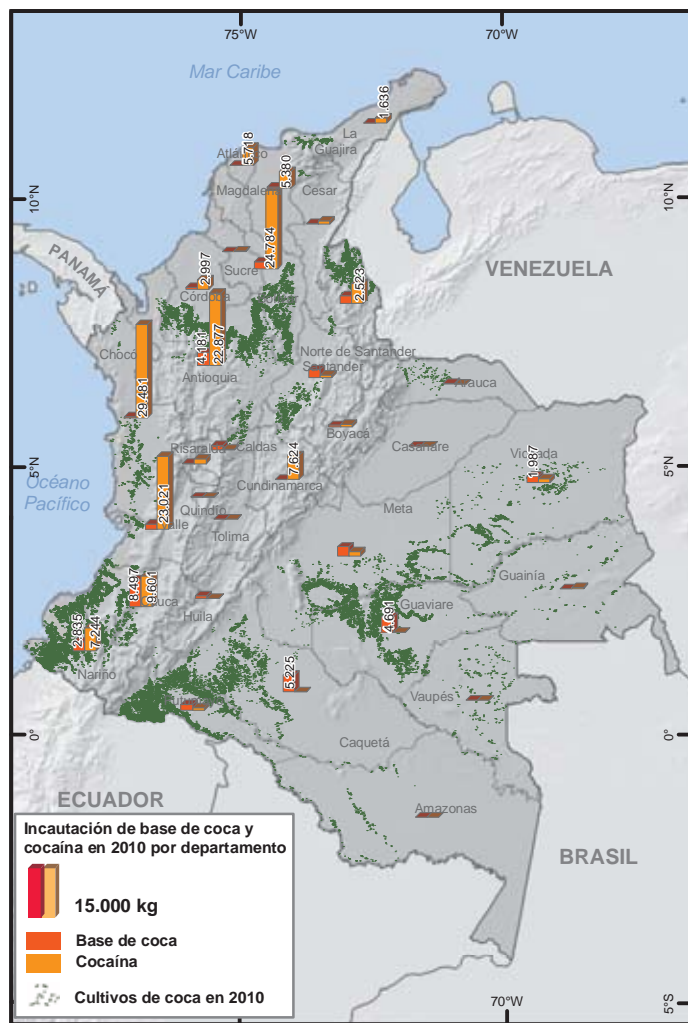 75°W
70°W
Mar Caribe
1.636
La
Guajira
5.718
Atlántico
5.380
Magdalena
Cesar
10°N
10°N
24.784
PANAMÁ
VENEZUELA
Sucre
2.997
Córdoba
2.523
22.877
4.181
Chocó
Norte de Santander
Santander
Antioquia
Arauca
29.481
Boyacá
Casanare
Risaralda
Caldas
Vichada
5°N
5°N
7.624
1.987
Océano
Pacífico
Cundinamarca
23.021
Quindío
Meta
Valle
Tolima
Guainía
8.497
9.601
Cauca
Huila
Guaviare
4.691
2.835
7.244
Nariño
5.225
Vaupés
Putumayo
0°
0°
Caquetá
ECUADOR
Amazonas
BRASIL
Incautación de base de coca y
cocaína en 2010 por departamento
15.000 kg
Base de coca
Cocaína
Cultivos de coca en 2010
70°W
5°S